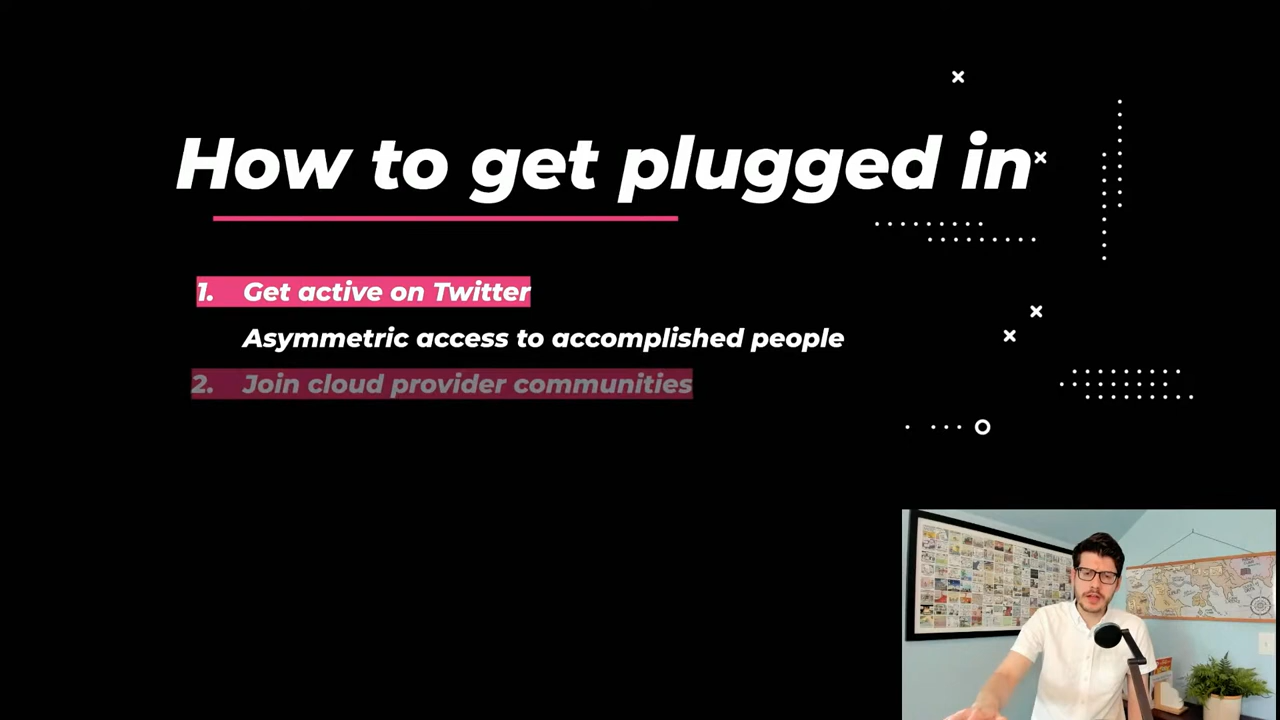 How to get plugged in
1. Get active on Twitter
Asymmetric access to accomplished people
2. Join cloud provider communities